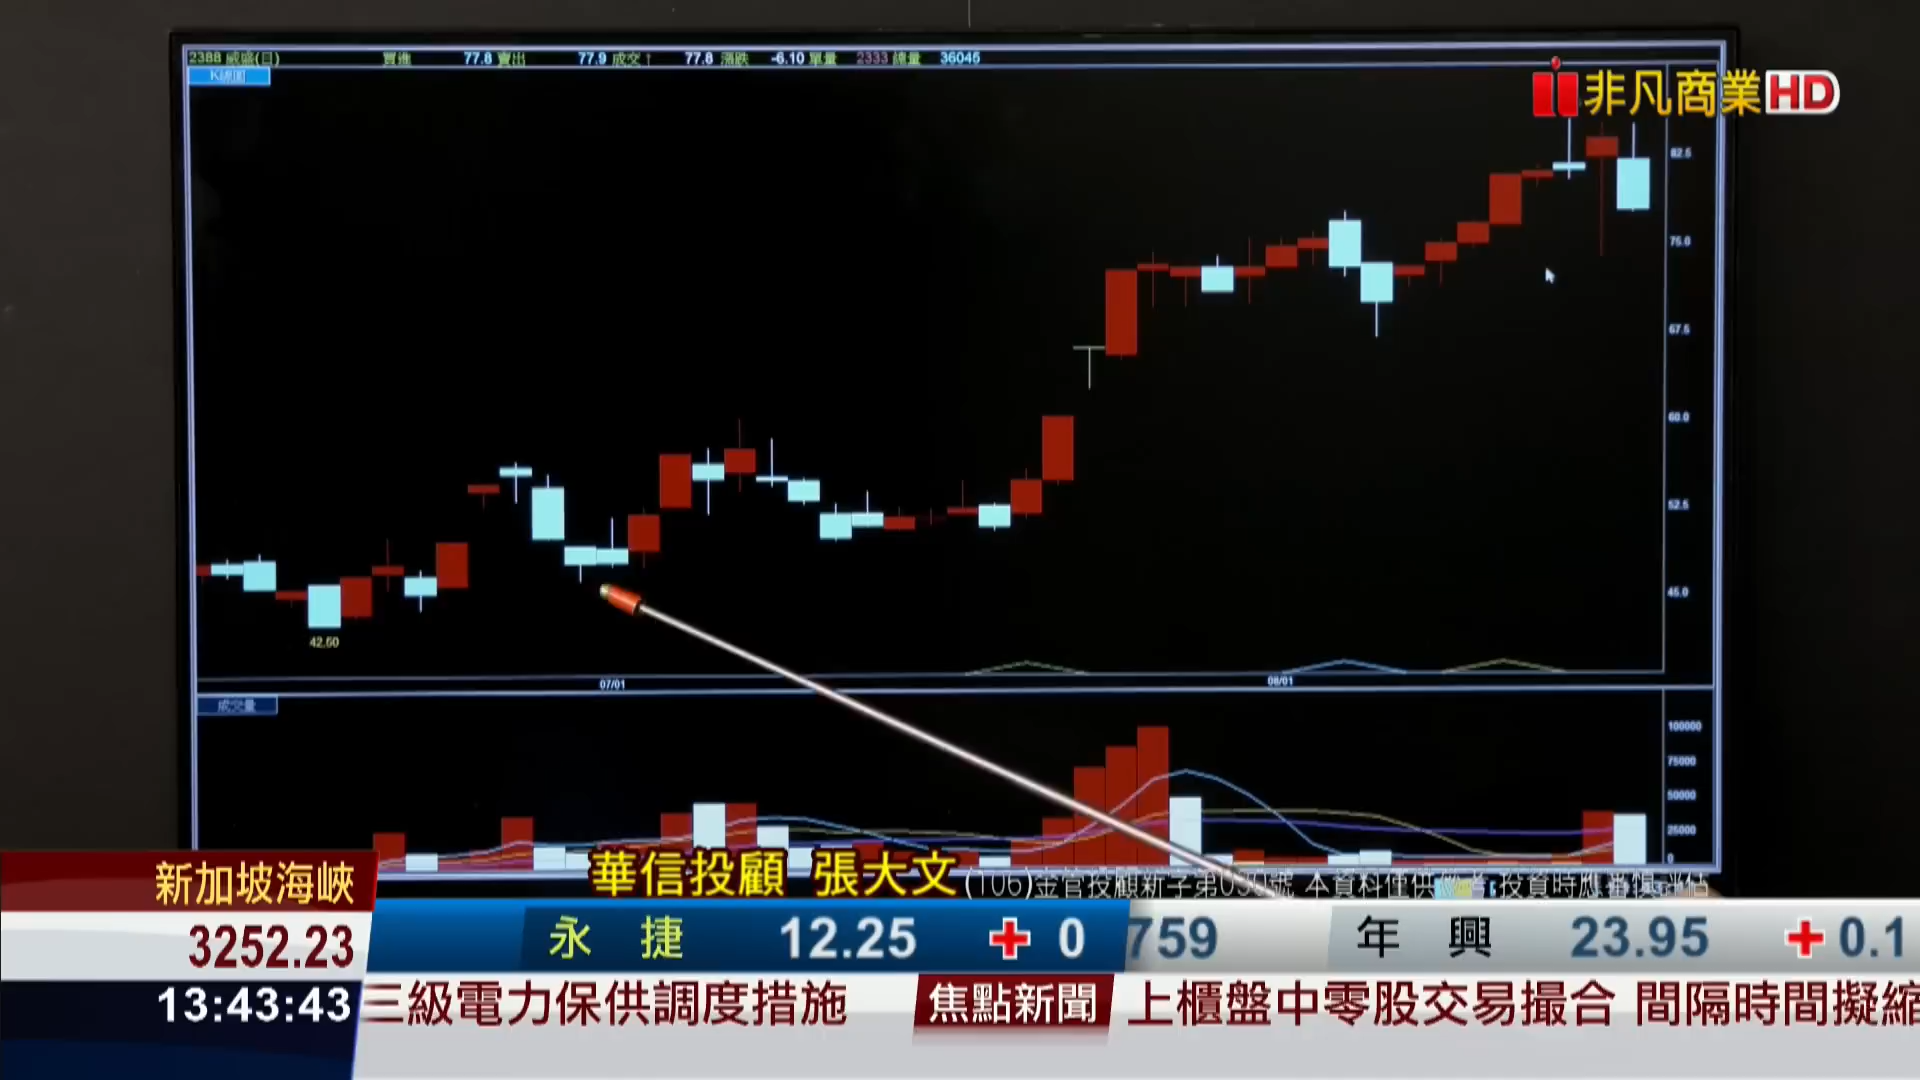 2388 威盛(日) 買進 77.8 賣出 77.9 成交↑ 77.8 漲跌 -6.10 單量 2333 總量 36045
K線圖
非凡商業HD
82.5
75.0
67.5
60.0
52.5
45.0
42.50
07/01
08/01
成交量
100000
75000
50000
25000
0
華信投顧 張大文
(106)金管投顧新字第030號 本資料僅供參考 投資時應審慎評估
新加坡海峽
3252.23
13:43:43
永捷 12.25 + 0
759 年興 23.95 + 0.1
三級電力保供調度措施 焦點新聞 上櫃盤中零股交易撮合 間隔時間擬縮